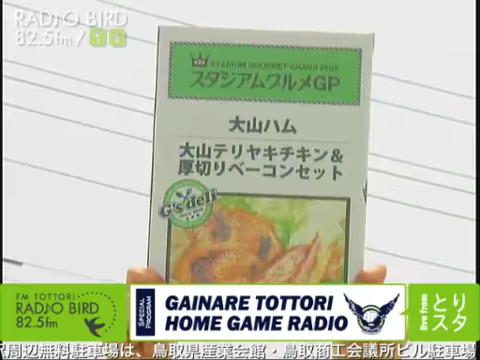 RADIO BIRD
82.5fm/
STADIUM GOURMET GRAND PRIX
スタジアムグルメGP
大山ハム
大山テリヤキチキン&
厚切りベーコンセット
G's deli
FM TOTTORI
RADIO BIRD
82.5fm
SPECIAL PROGRAM
GAINARE TOTTORI
HOME GAME RADIO
live from
とり
スタ
駅周辺無料駐車場は、鳥取県産業会館・鳥取商工会議所ビル駐車場